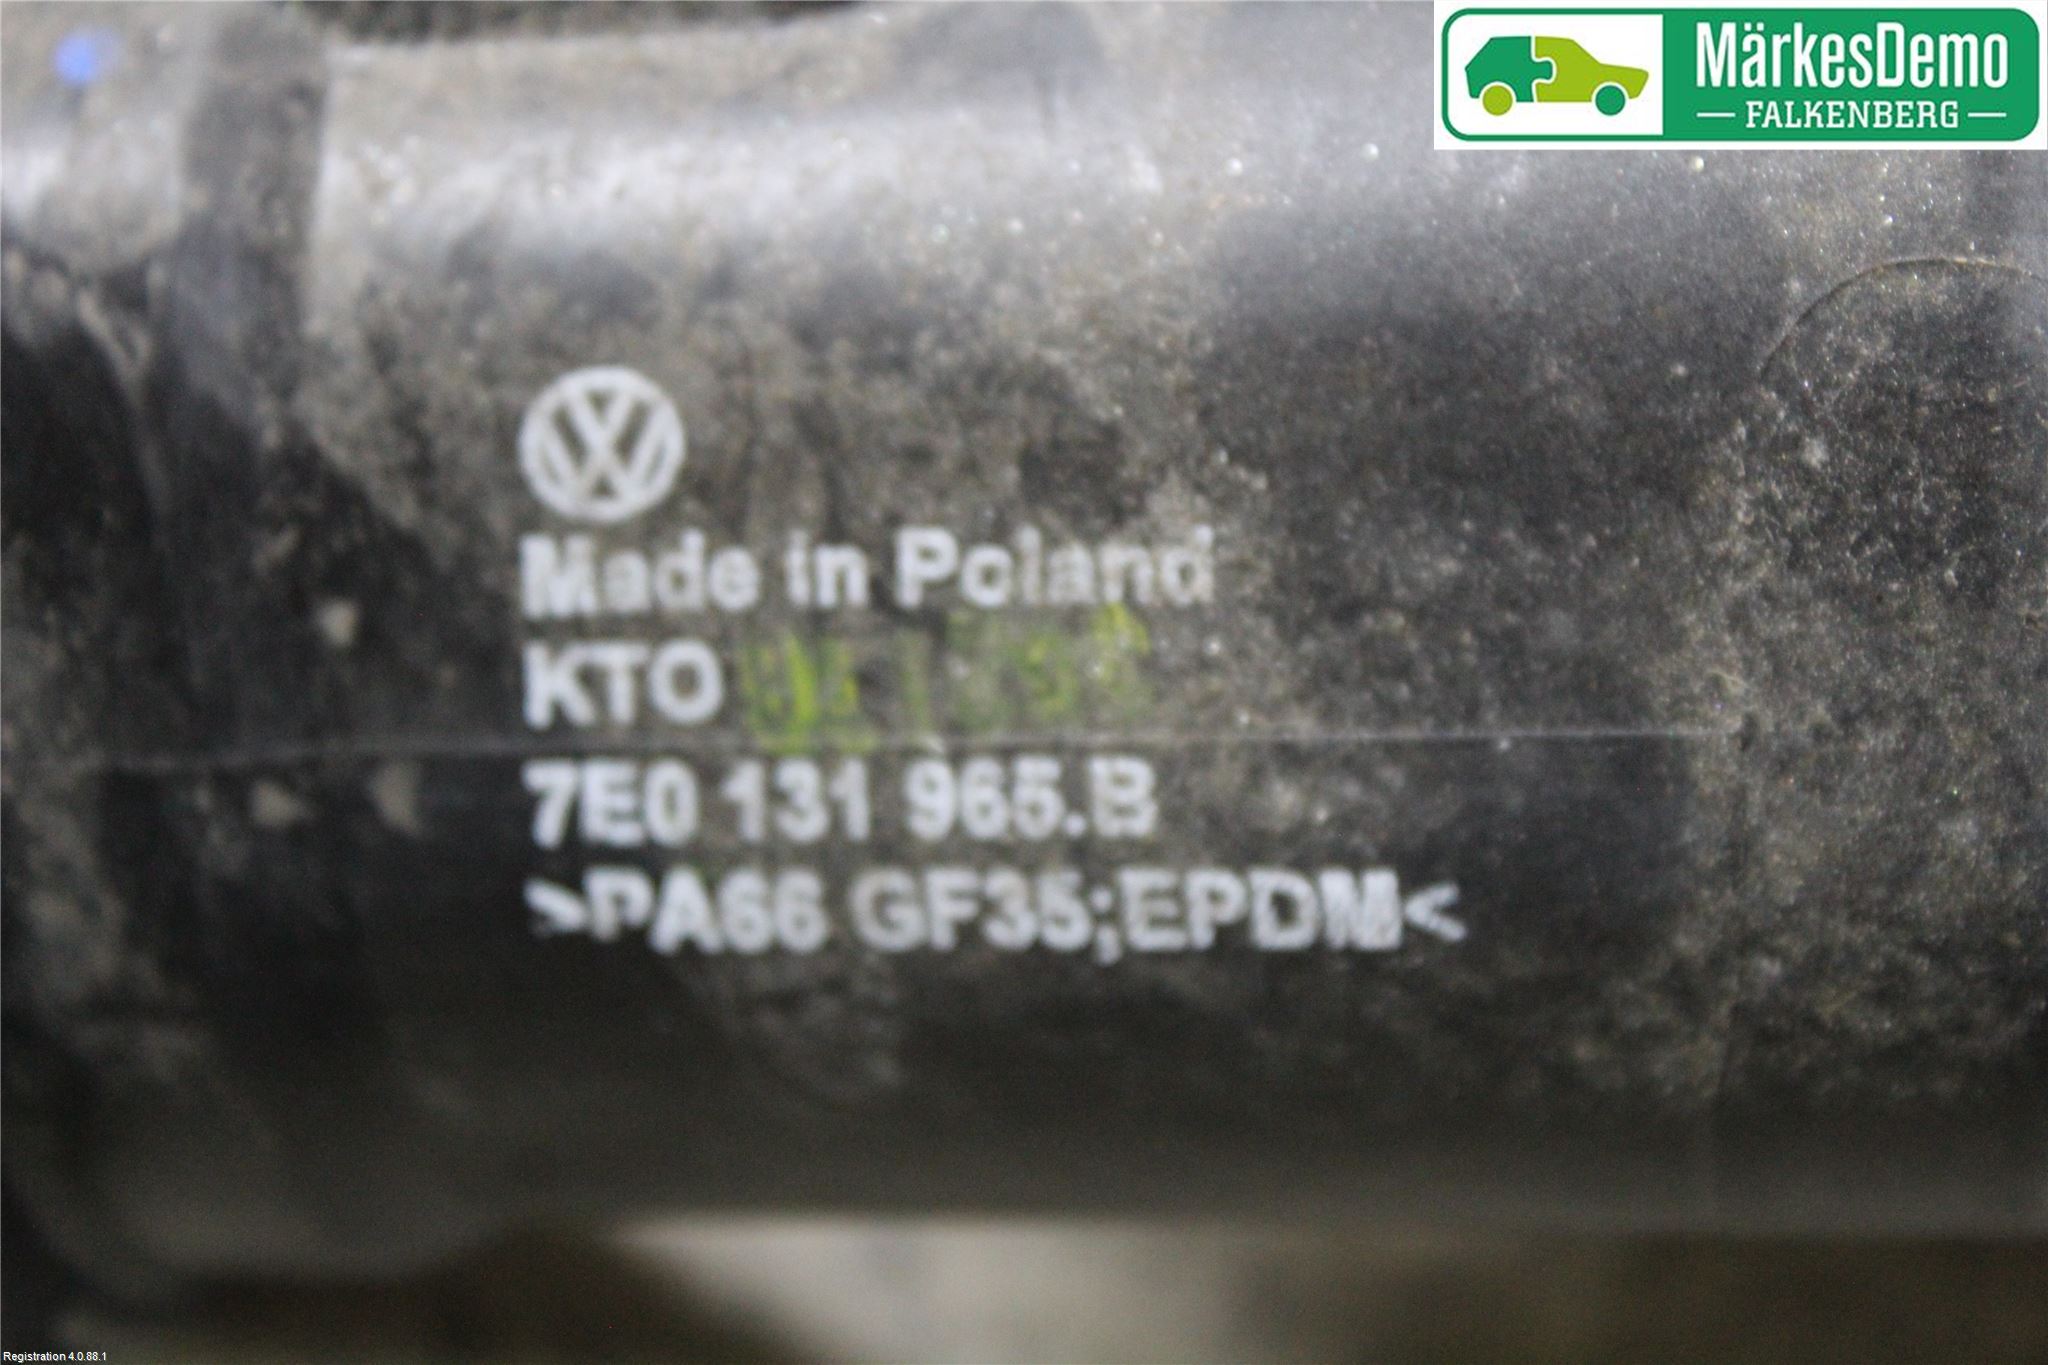 MärkesDemo
FALKENBERG
Made in Poland
KTO
7E0 131 965.B
>PA66 GF35;EPDM<
Registration 4.0.88.1